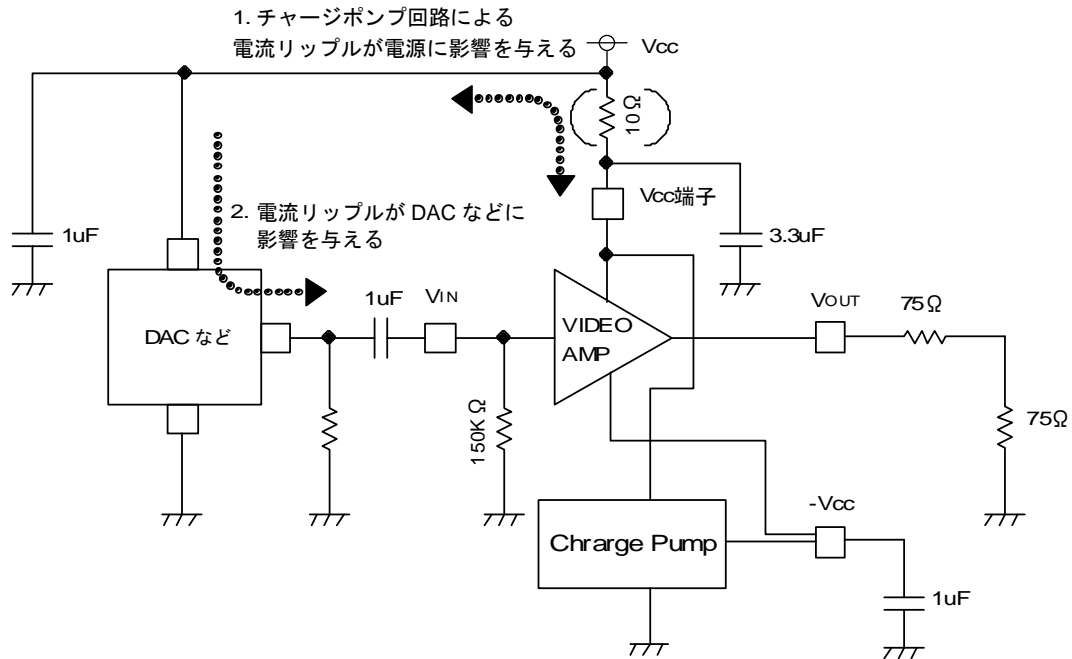 1. チャージポンプ回路による
電流リップルが電源に影響を与える
Vcc
10Ω
Vcc端子
2. 電流リップルが DAC などに
影響を与える
1uF
3.3uF
DAC など
1uF
VIN
VIDEO
AMP
VOUT
75Ω
75Ω
150KΩ
-Vcc
Chrarge Pump
1uF